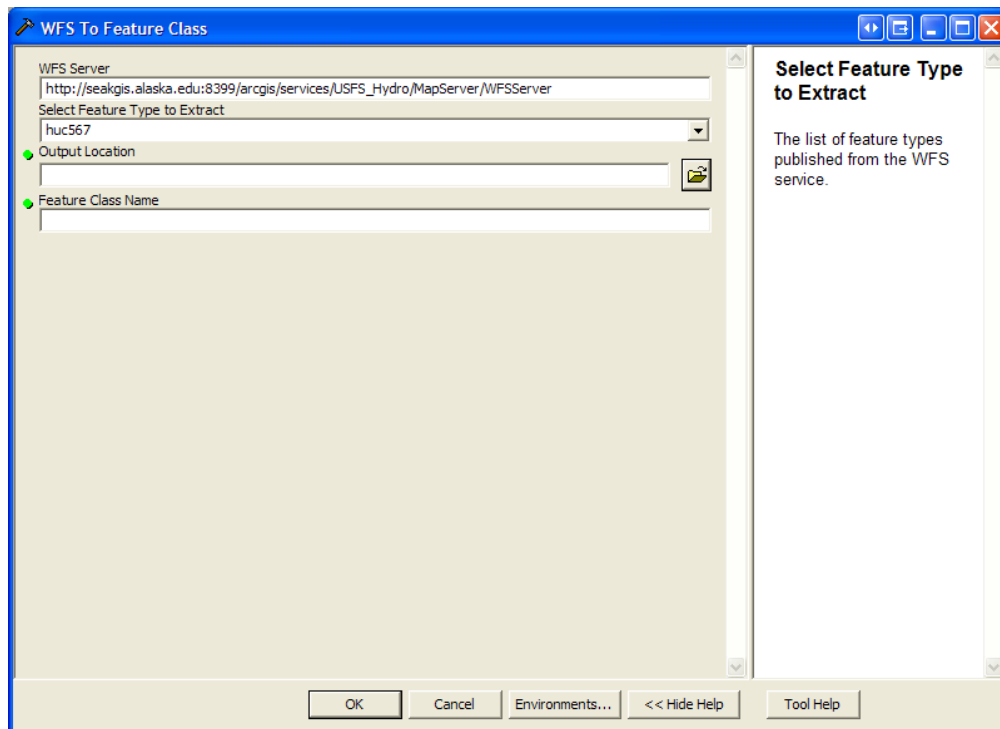 WFS To Feature Class
WFS Server
http://seakgis.alaska.edu:8399/arcgis/services/USFS_Hydro/MapServer/WFSServer
Select Feature Type to Extract
huc567
Output Location
Feature Class Name
Select Feature Type
to Extract
The list of feature types
published from the WFS
service.
OK
Cancel
Environments...
<< Hide Help
Tool Help